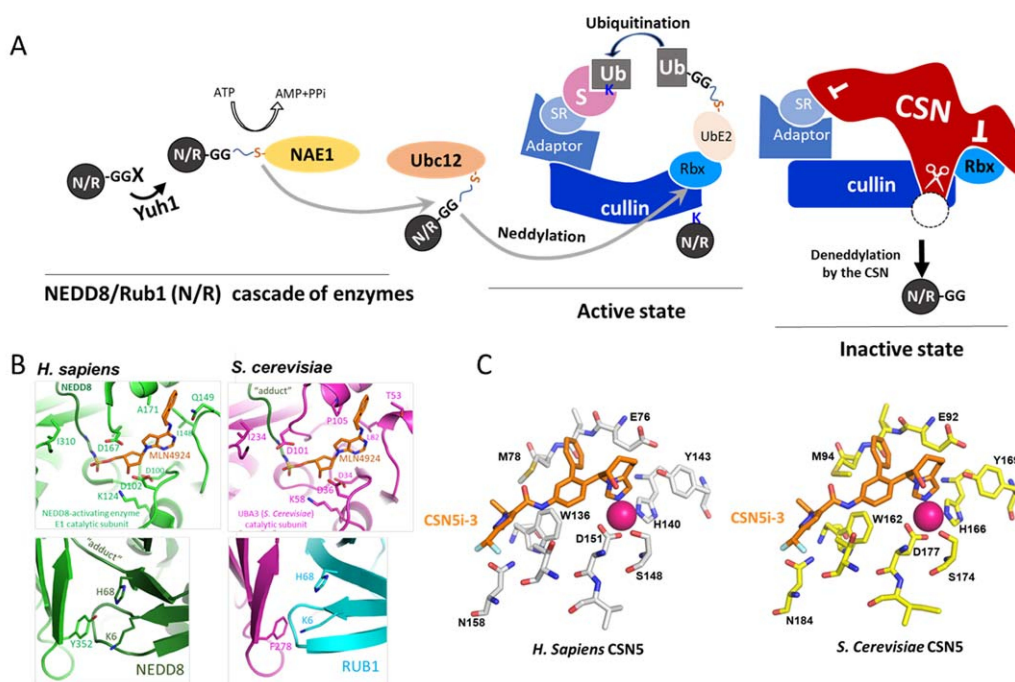 A
Ubiquitination
ATP
AMP+PPi
N/R
-GG
S
NAE1
N/R
-GGX
Yuh1
Ubc12
S
N/R
-GG
Neddylation
Ub
K
S
SR
Adaptor
Ub
-GG
S
UbE2
Rbx
cullin
K
N/R
SR
Adaptor
CSN
Rbx
cullin
Deneddylation
by the CSN
N/R
-GG
NEDD8/Rub1 (N/R) cascade of enzymes
Active state
Inactive state
B
H. sapiens
S. cerevisiae
NEDD8
A171
Q149
I148
I310
D167
MLN4924
D100
D102
K124
NEDD8-activating enzyme
E1 catalytic subunit
"adduct"
T53
P105
L82
I234
D101
MLN4924
D34
D36
K58
UBA3 (S. Cerevisiae)
catalytic subunit
"adduct"
H68
K6
Y352
NEDD8
H68
K6
F278
RUB1
C
E76
M78
Y143
CSN5i-3
W136
H140
D151
S148
N158
H. Sapiens CSN5
E92
M94
Y169
CSN5i-3
W162
H166
D177
S174
N184
S. Cerevisiae CSN5